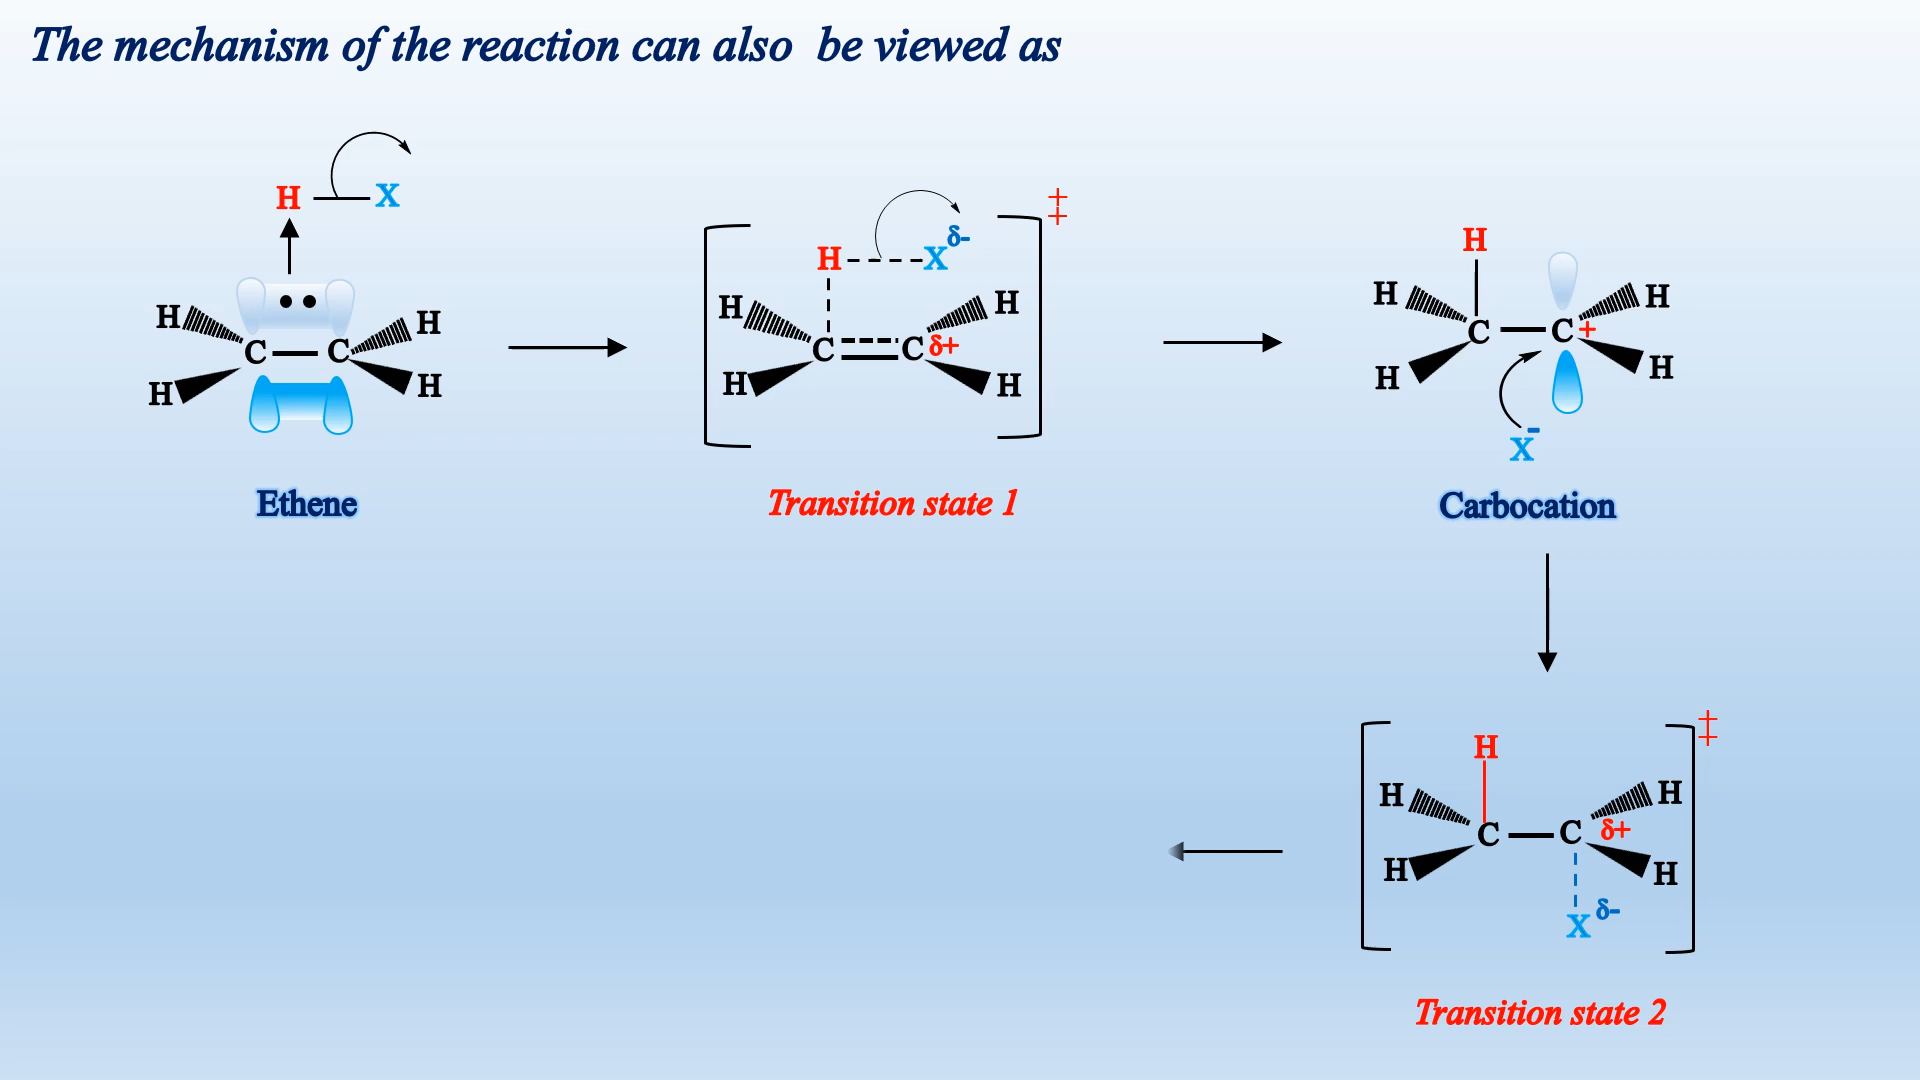 The mechanism of the reaction can also  be viewed as
H X
H H
C C
H H
Ethene
‡
H X δ-
H H
C C δ+
H H
Transition state 1
H
H H
C C +
H H
X -
Carbocation
‡
H
H H
C C δ+
H H
X δ-
Transition state 2